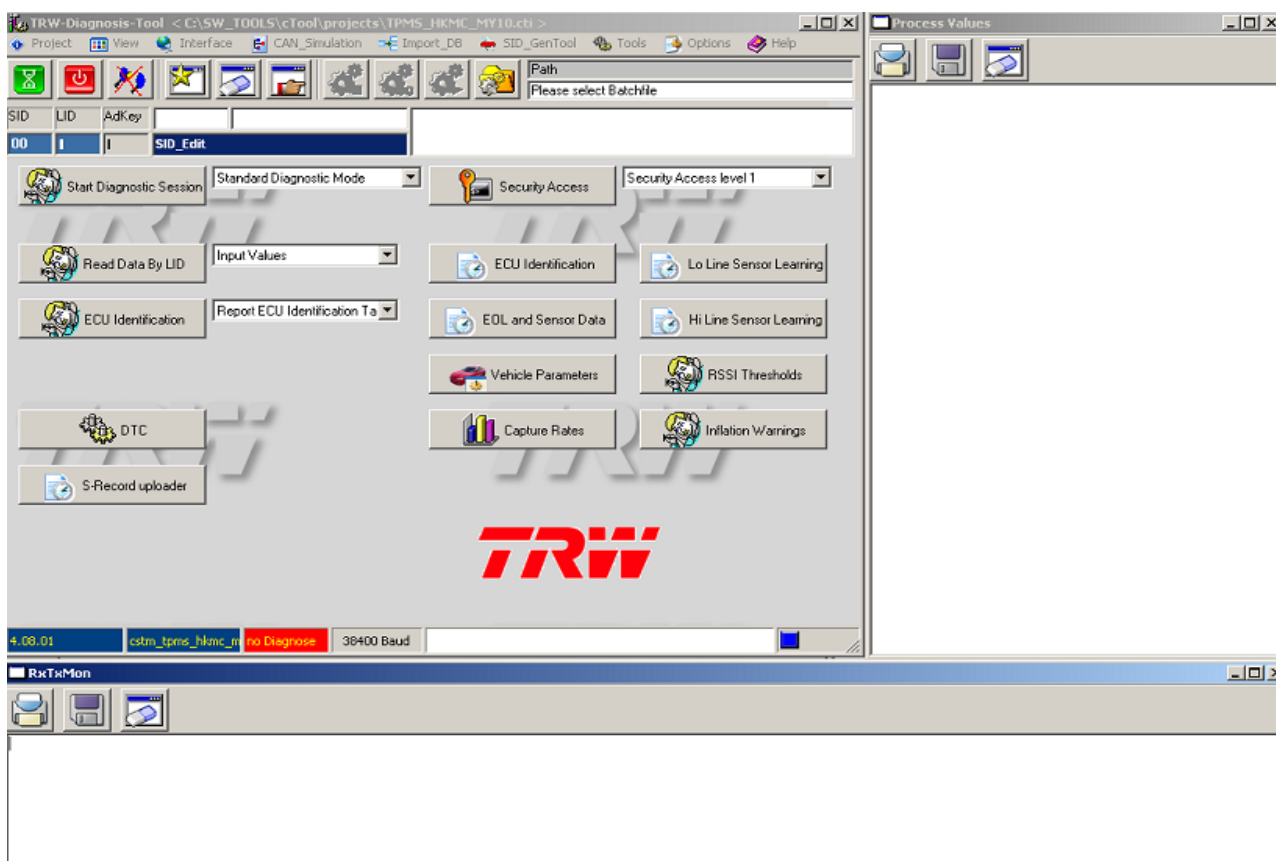 TRW-Diagnosis-Tool < C:\SW_TOOLS\cTool\projects\TPMS_HKMC_MY10.cti >
Process Values
Project View Interface CAN_Simulation Import_DB SID_GenTool Tools Options Help
Path
Please select Batchfile
SID LID AdKey
00 SID_Edit
Start Diagnostic Session Standard Diagnostic Mode Security Access Security Access level 1
Read Data By LID Input Values ECU Identification Lo Line Sensor Learning
ECU Identification Report ECU Identification Ta EOL and Sensor Data Hi Line Sensor Learning
Vehicle Parameters RSSI Thresholds
DTC Capture Rates Inflation Warnings
S-Record uploader
TRW
4.08.01 cstm_tpms_hkmc_m no Diagnose 38400 Baud
RxTxMon